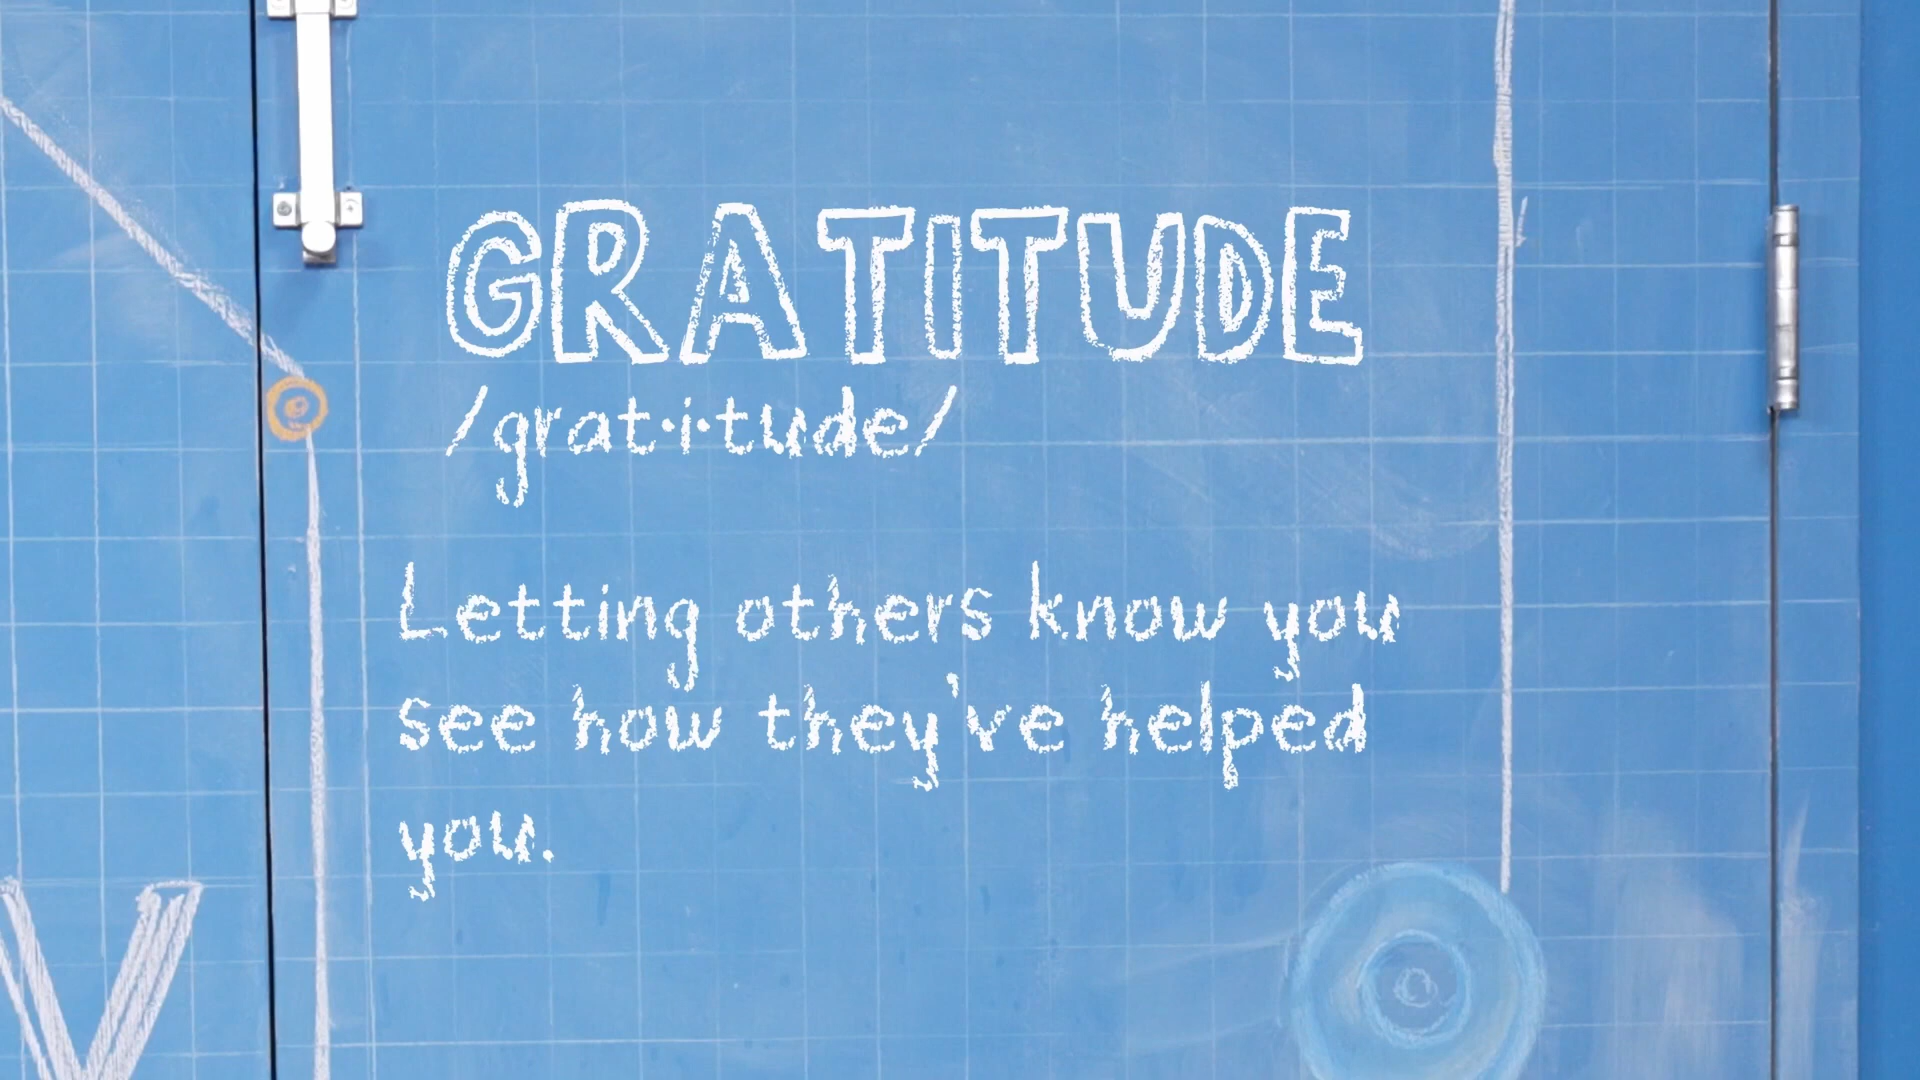 GRATITUDE
/grat·i·tude/
Letting others know you
see how they've helped
you.